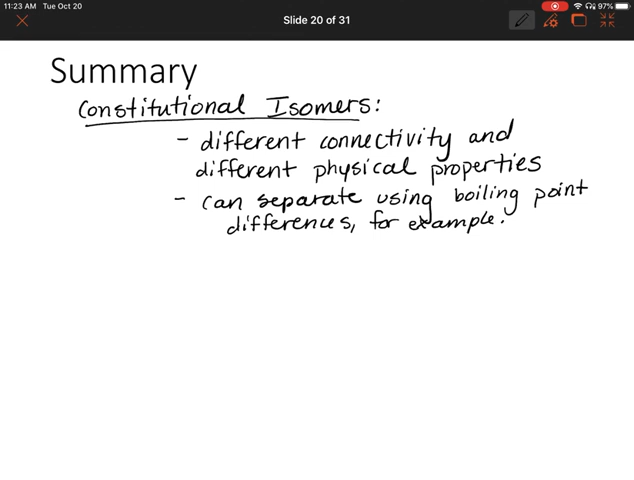 11:23 AM Tue Oct 20
97%
Slide 20 of 31
Summary
Constitutional Isomers:
- different connectivity and
different physical properties
- can separate using boiling point
differences, for example.